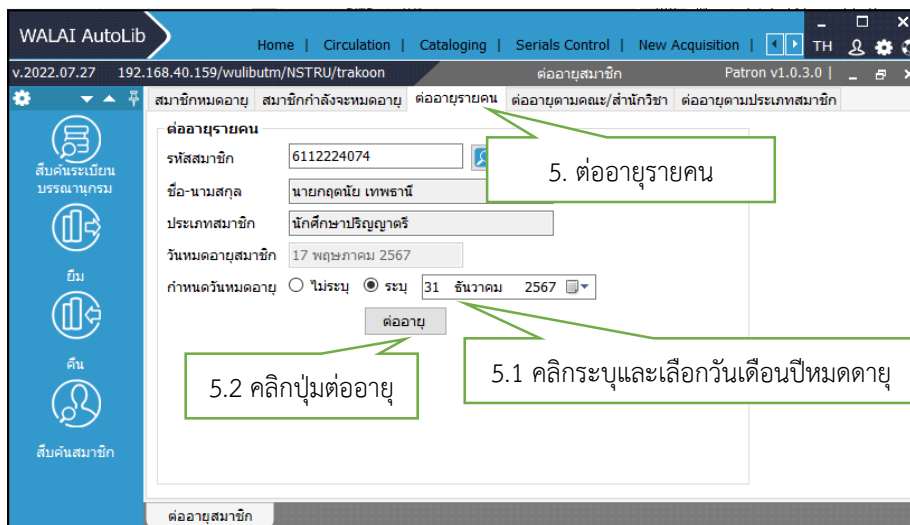 WALAI AutoLib
Home | Circulation | Cataloging | Serials Control | New Acquisition | TH
v.2022.07.27 192.168.40.159/wulibutm/NSTRU/trakoon ต่ออายุสมาชิก Patron v1.0.3.0 |
สมาชิกหมดอายุ สมาชิกกำลังจะหมดอายุ ต่ออายุรายคน ต่ออายุตามคณะ/สำนักวิชา ต่ออายุตามประเภทสมาชิก
สืบค้นระเบียน
บรรณานุกรม
ยืม
คืน
สืบค้นสมาชิก
ต่ออายุรายคน
รหัสสมาชิก 6112224074
ชื่อ-นามสกุล นายกฤตนัย เทพธานี
ประเภทสมาชิก นักศึกษาปริญญาตรี
วันหมดอายุสมาชิก 17 พฤษภาคม 2567
กำหนดวันหมดอายุ ไม่ระบุ ระบุ 31 ธันวาคม 2567
ต่ออายุ
5. ต่ออายุรายคน
5.1 คลิกระบุและเลือกวันเดือนปีหมดดายุ
5.2 คลิกปุ่มต่ออายุ
ต่ออายุสมาชิก